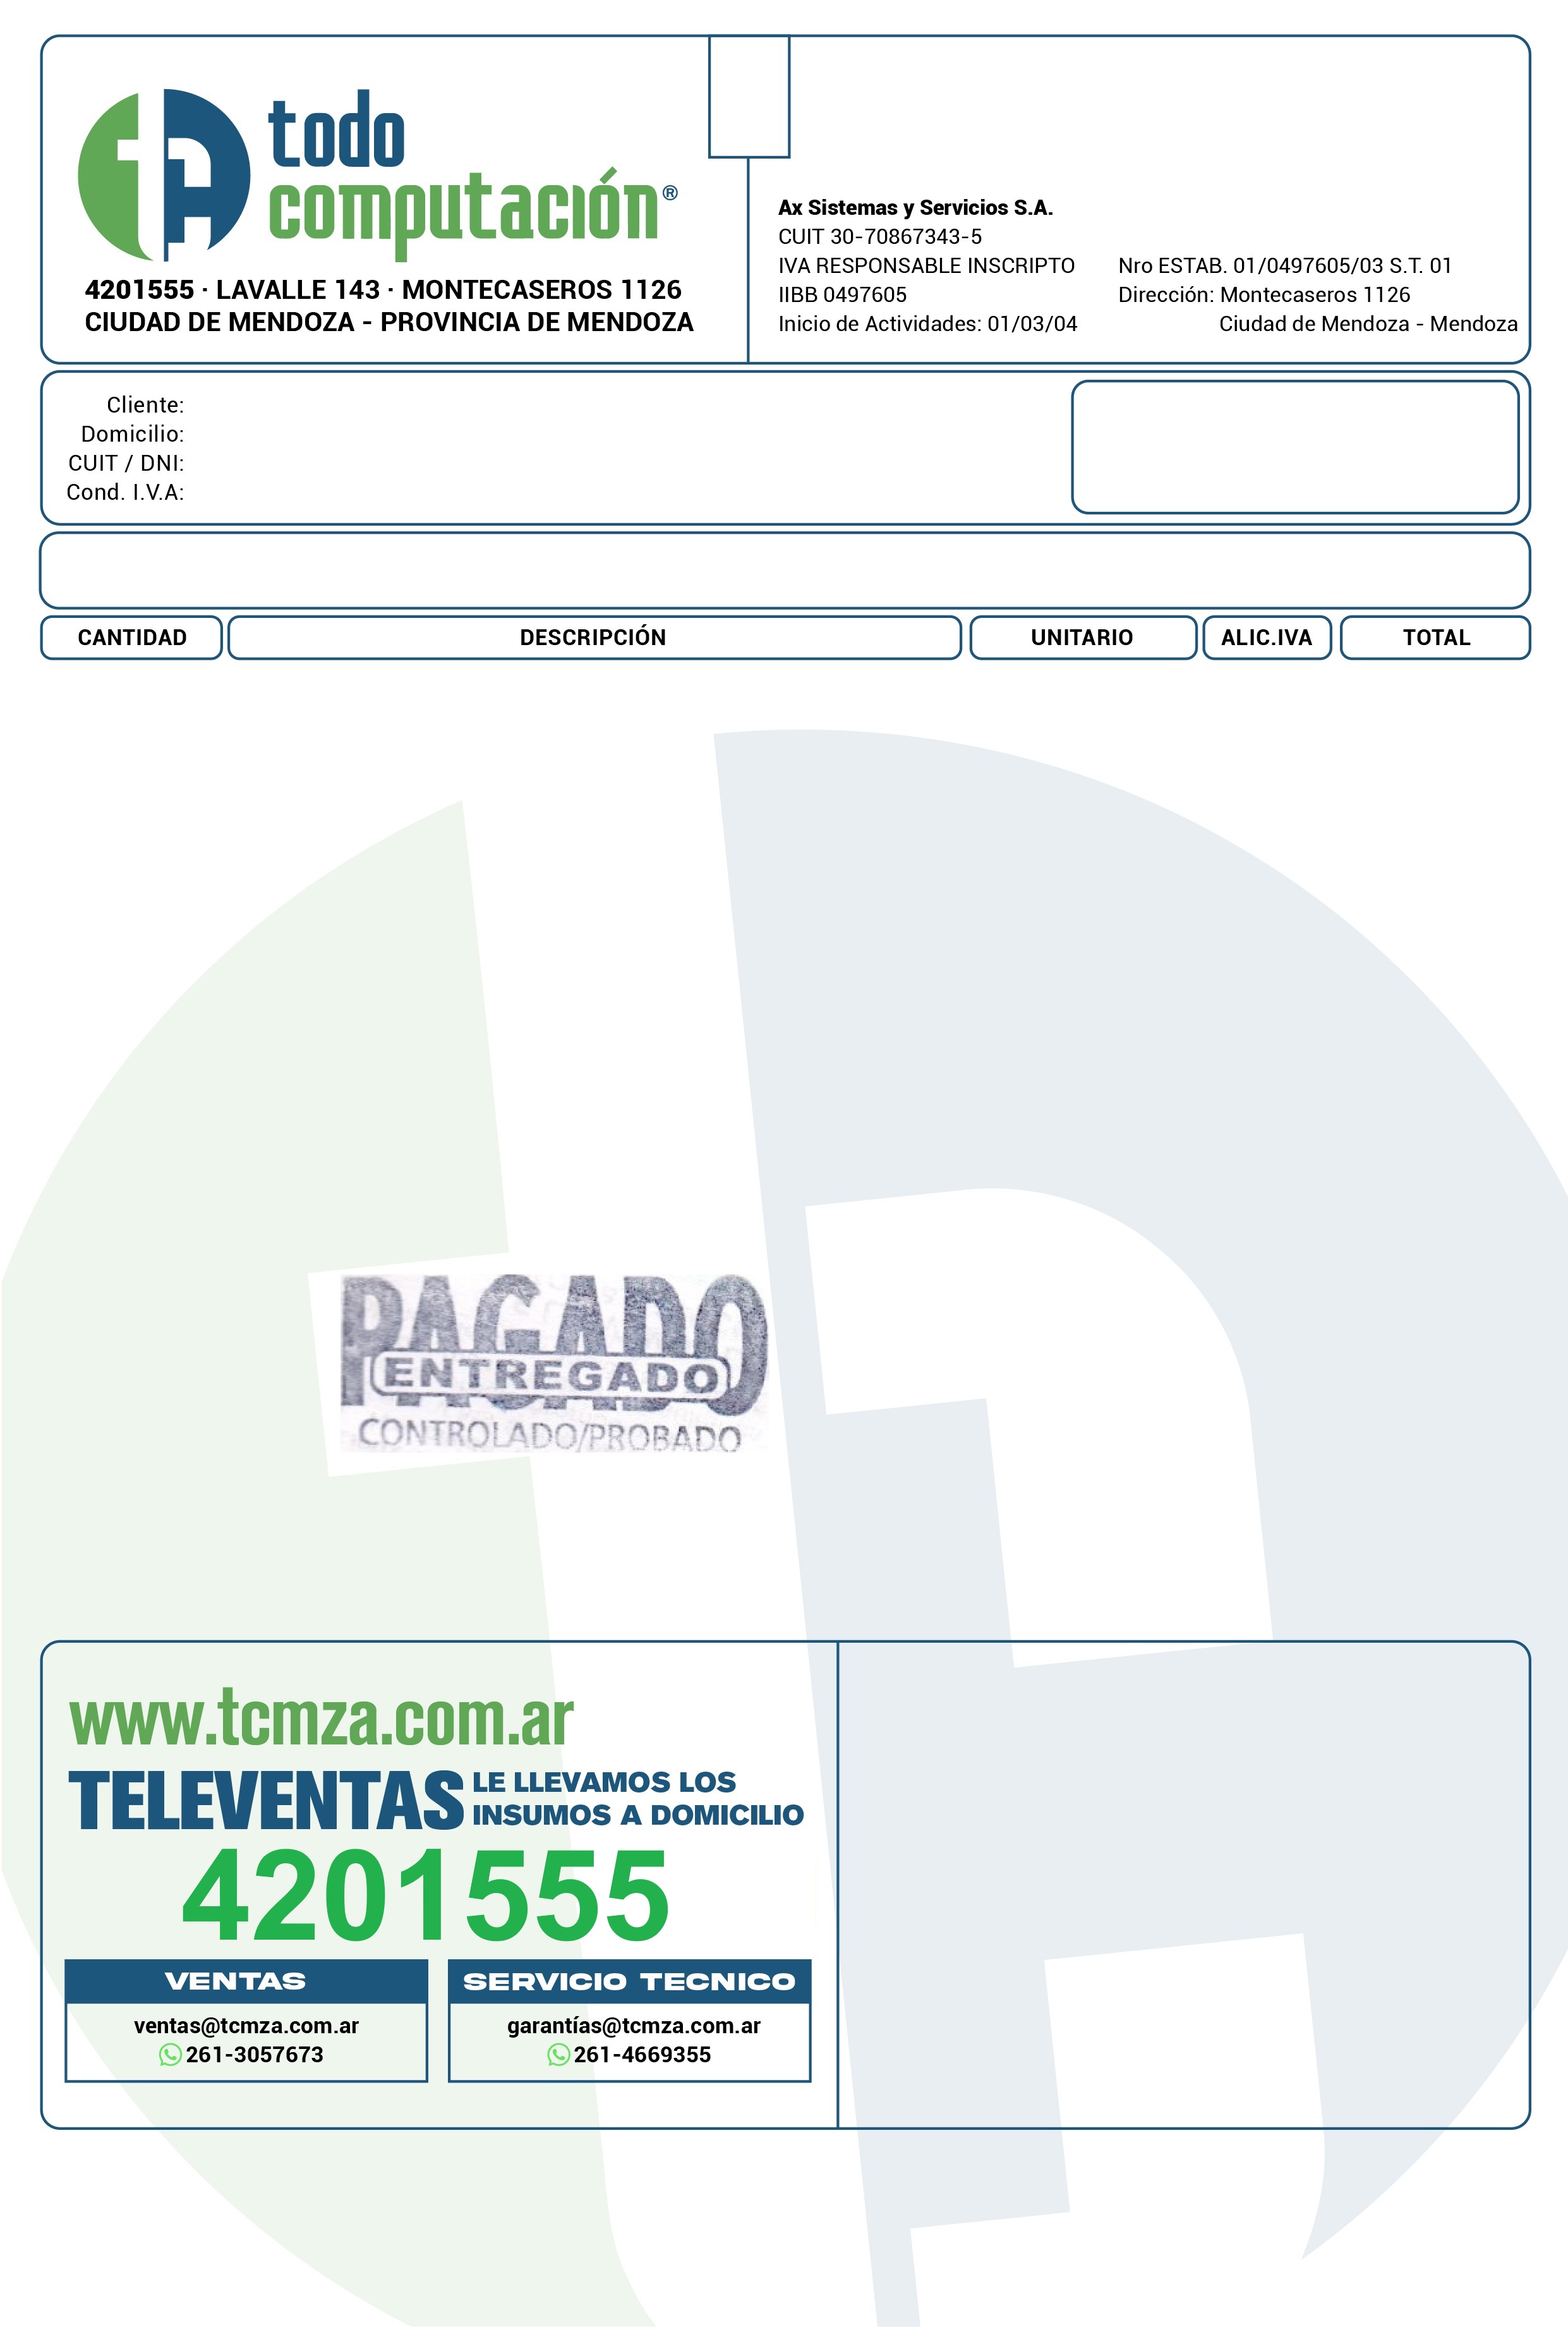 todo
computación®
4201555 · LAVALLE 143 · MONTECASEROS 1126
CIUDAD DE MENDOZA - PROVINCIA DE MENDOZA
Ax Sistemas y Servicios S.A.
CUIT 30-70867343-5
IVA RESPONSABLE INSCRIPTO Nro ESTAB. 01/0497605/03 S.T. 01
IIBB 0497605 Dirección: Montecaseros 1126
Inicio de Actividades: 01/03/04 Ciudad de Mendoza - Mendoza
Cliente:
Domicilio:
CUIT / DNI:
Cond. I.V.A:
CANTIDAD DESCRIPCIÓN UNITARIO ALIC.IVA TOTAL
PAGADO
ENTREGADO
CONTROLADO/PROBADO
www.tcmza.com.ar
TELEVENTAS LE LLEVAMOS LOS
INSUMOS A DOMICILIO
4201555
VENTAS
ventas@tcmza.com.ar
261-3057673
SERVICIO TECNICO
garantías@tcmza.com.ar
261-4669355